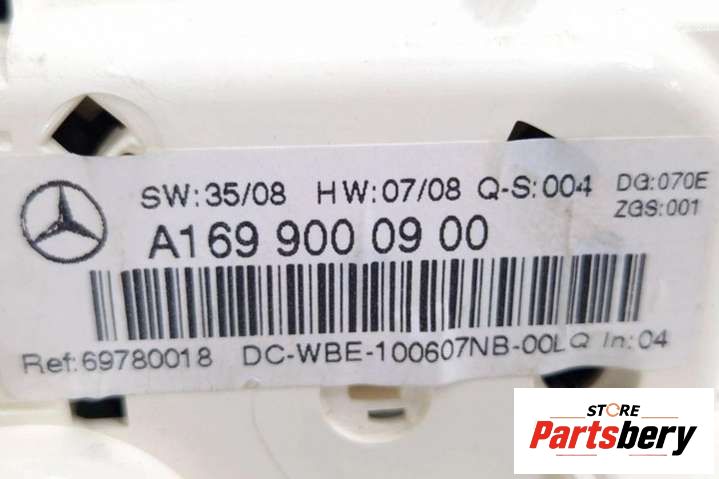 SW:35/08 HW:07/08 Q-S:004 DG:070E
ZGS:001
A169 900 09 00
Ref:69780018 DC-WBE-100607NB-00L Q In:04
STORE
Partsbery